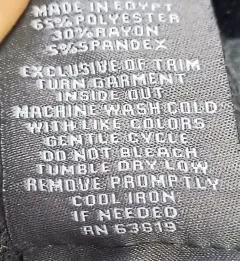 MADE IN EGYPT
65% POLYESTER
30% RAYON
5% SPANDEX
EXCLUSIVE OF TRIM
TURN GARMENT
INSIDE OUT
MACHINE WASH COLD
WITH LIKE COLORS
GENTLE CYCLE
DO NOT BLEACH
TUMBLE DRY LOW
REMOVE PROMPTLY
COOL IRON
IF NEEDED
RN 63619